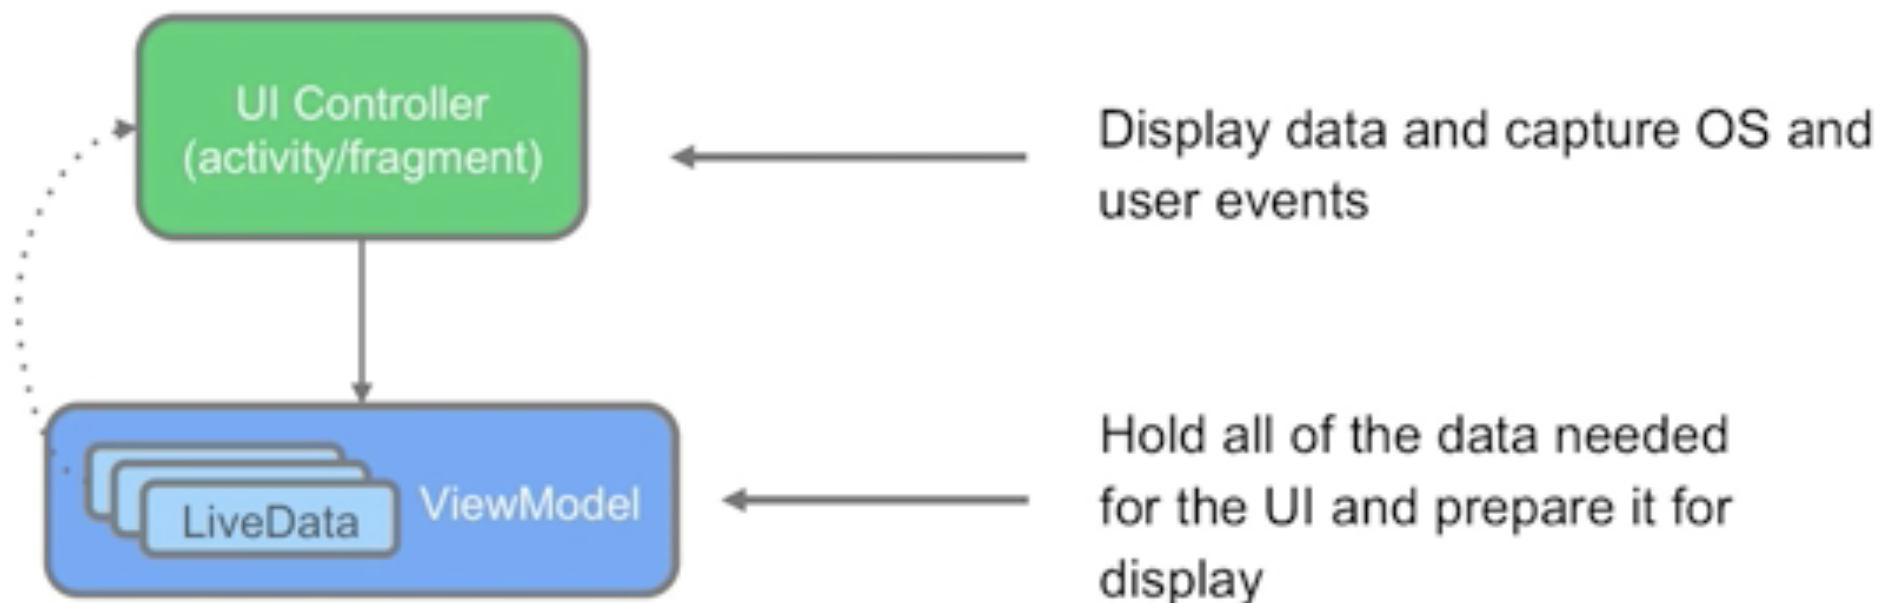 UI Controller
(activity/fragment)
Display data and capture OS and
user events
LiveData
ViewModel
Hold all of the data needed
for the UI and prepare it for
display